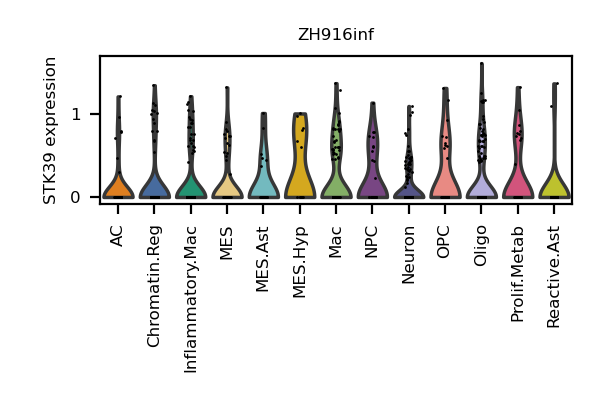 ZH916inf
STK39 expression
1
0
AC
Chromatin.Reg
Inflammatory.Mac
MES
MES.Ast
MES.Hyp
Mac
NPC
Neuron
OPC
Oligo
Prolif.Metab
Reactive.Ast